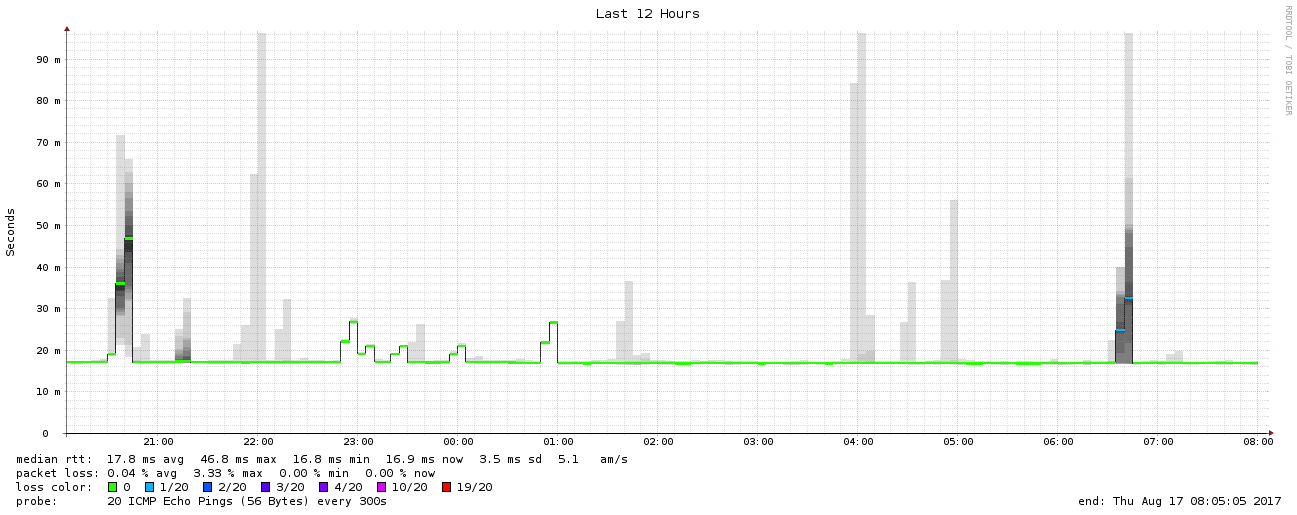 Last 12 Hours
RRDTOOL / TOBI OETIKER
Seconds
90 m
80 m
70 m
60 m
50 m
40 m
30 m
20 m
10 m
0
21:00 22:00 23:00 00:00 01:00 02:00 03:00 04:00 05:00 06:00 07:00 08:00
median rtt: 17.8 ms avg 46.8 ms max 16.8 ms min 16.9 ms now 3.5 ms sd 5.1 am/s
packet loss: 0.04 % avg 3.33 % max 0.00 % min 0.00 % now
loss color: 0 1/20 2/20 3/20 4/20 10/20 19/20
probe: 20 ICMP Echo Pings (56 Bytes) every 300s end: Thu Aug 17 08:05:05 2017